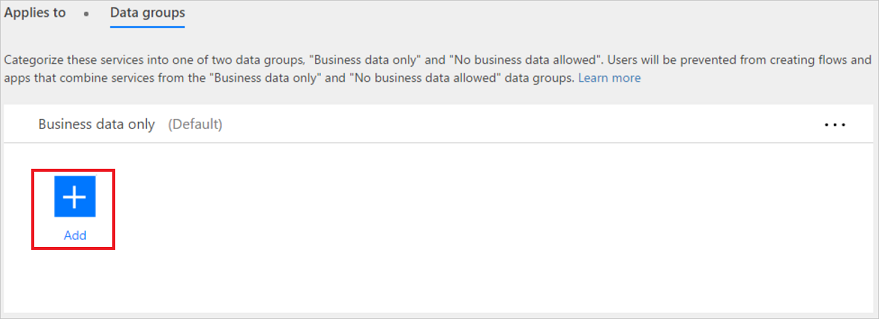 Applies to • Data groups
Categorize these services into one of two data groups, "Business data only" and "No business data allowed". Users will be prevented from creating flows and
apps that combine services from the "Business data only" and "No business data allowed" data groups. Learn more
Business data only (Default)
Add